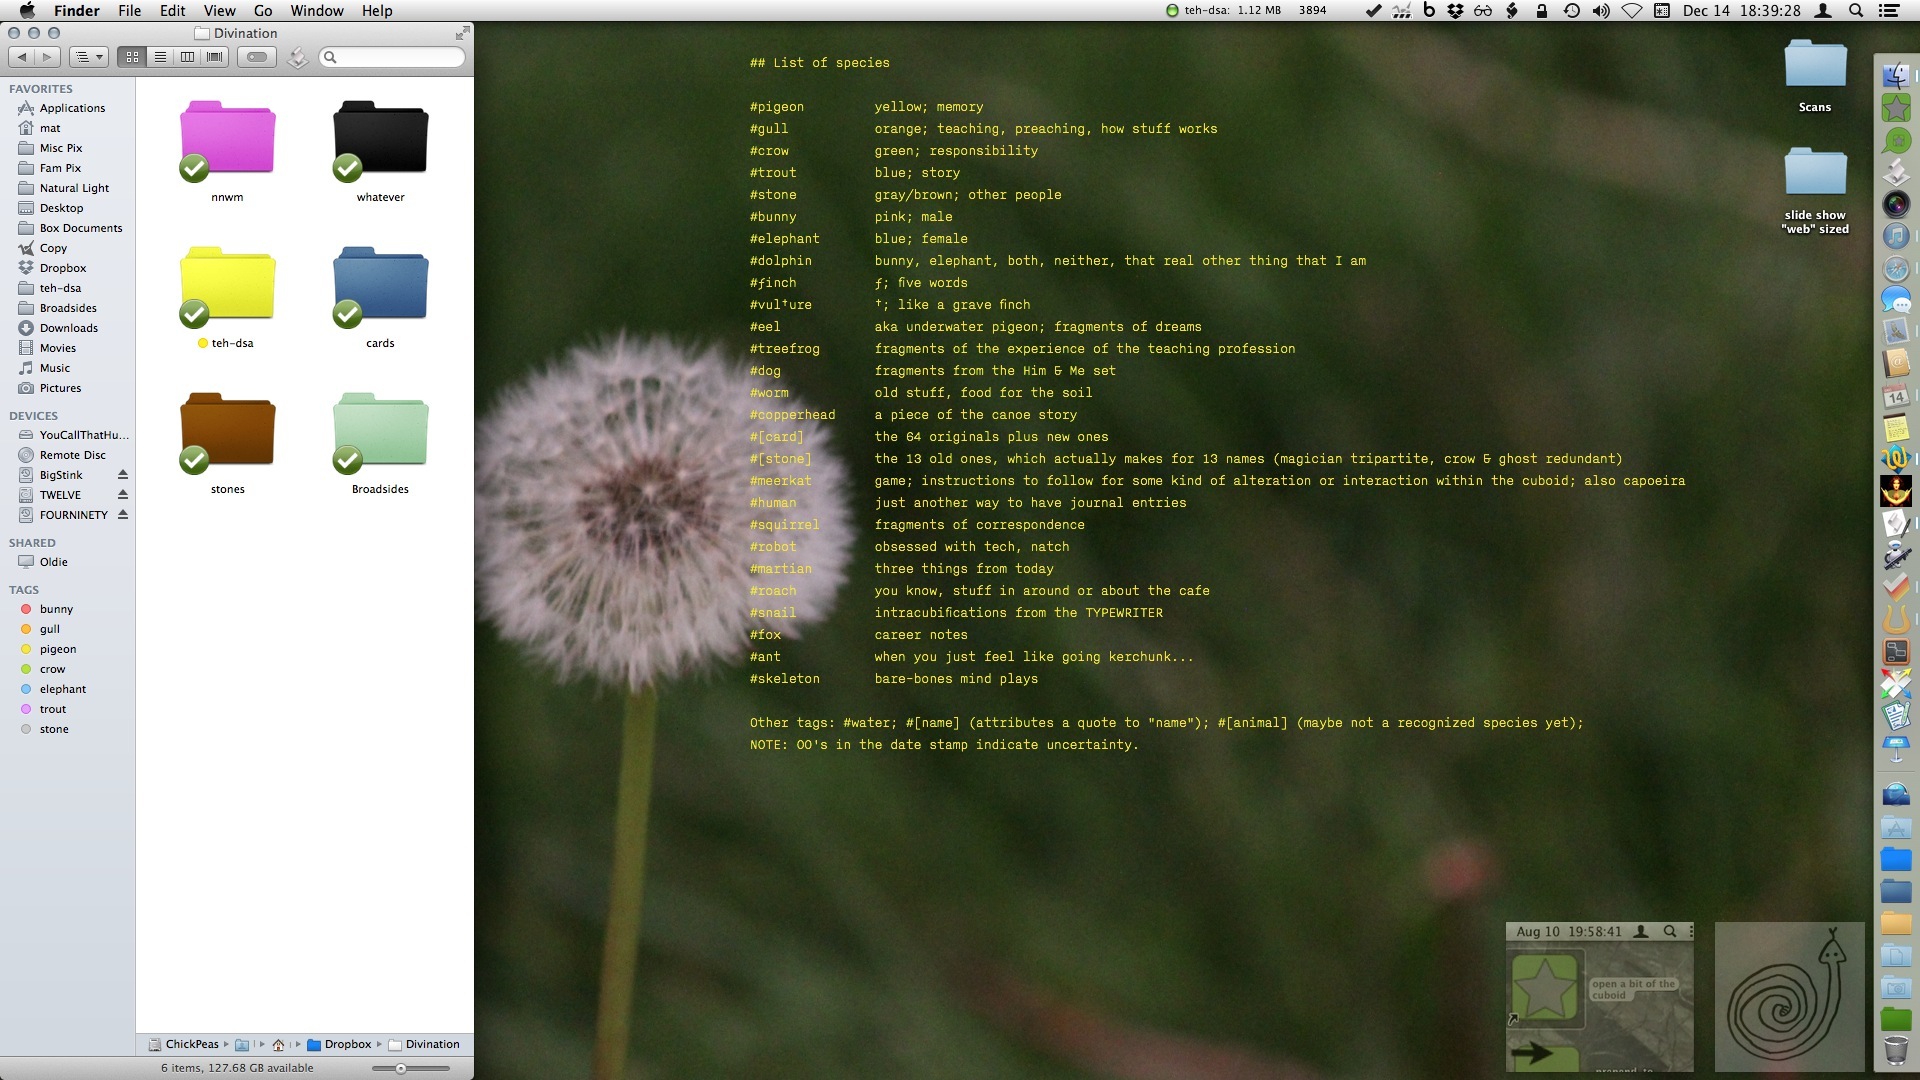 Finder File Edit View Go Window Help
teh-dsa: 1.12 MB 3894
Dec 14 18:39:28
Divination
FAVORITES
Applications
mat
Misc Pix
Fam Pix
Natural Light
Desktop
Box Documents
Copy
Dropbox
teh-dsa
Broadsides
Downloads
Movies
Music
Pictures
DEVICES
YouCallThatHu...
Remote Disc
BigStink
TWELVE
FOURNINETY
SHARED
Oldie
TAGS
bunny
gull
pigeon
crow
elephant
trout
stone
nnwm
whatever
teh-dsa
cards
stones
Broadsides
ChickPeas
Dropbox
Divination
6 items, 127.68 GB available
## List of species
#pigeon yellow; memory
#gull orange; teaching, preaching, how stuff works
#crow green; responsibility
#trout blue; story
#stone gray/brown; other people
#bunny pink; male
#elephant blue; female
#dolphin bunny, elephant, both, neither, that real other thing that I am
#ƒinch ƒ; five words
#vul†ure †; like a grave finch
#eel aka underwater pigeon; fragments of dreams
#treefrog fragments of the experience of the teaching profession
#dog fragments from the Him & Me set
#worm old stuff, food for the soil
#copperhead a piece of the canoe story
#[card] the 64 originals plus new ones
#[stone] the 13 old ones, which actually makes for 13 names (magician tripartite, crow & ghost redundant)
#meerkat game; instructions to follow for some kind of alteration or interaction within the cuboid; also capoeira
#human just another way to have journal entries
#squirrel fragments of correspondence
#robot obsessed with tech, natch
#martian three things from today
#roach you know, stuff in around or about the cafe
#snail intracubifications from the TYPEWRITER
#fox career notes
#ant when you just feel like going kerchunk...
#skeleton bare-bones mind plays
Other tags: #water; #[name] (attributes a quote to "name"); #[animal] (maybe not a recognized species yet);
NOTE: OO's in the date stamp indicate uncertainty.
Scans
slide show
"web" sized
14
Aug 10 19:58:41
open a bit of the
cuboid